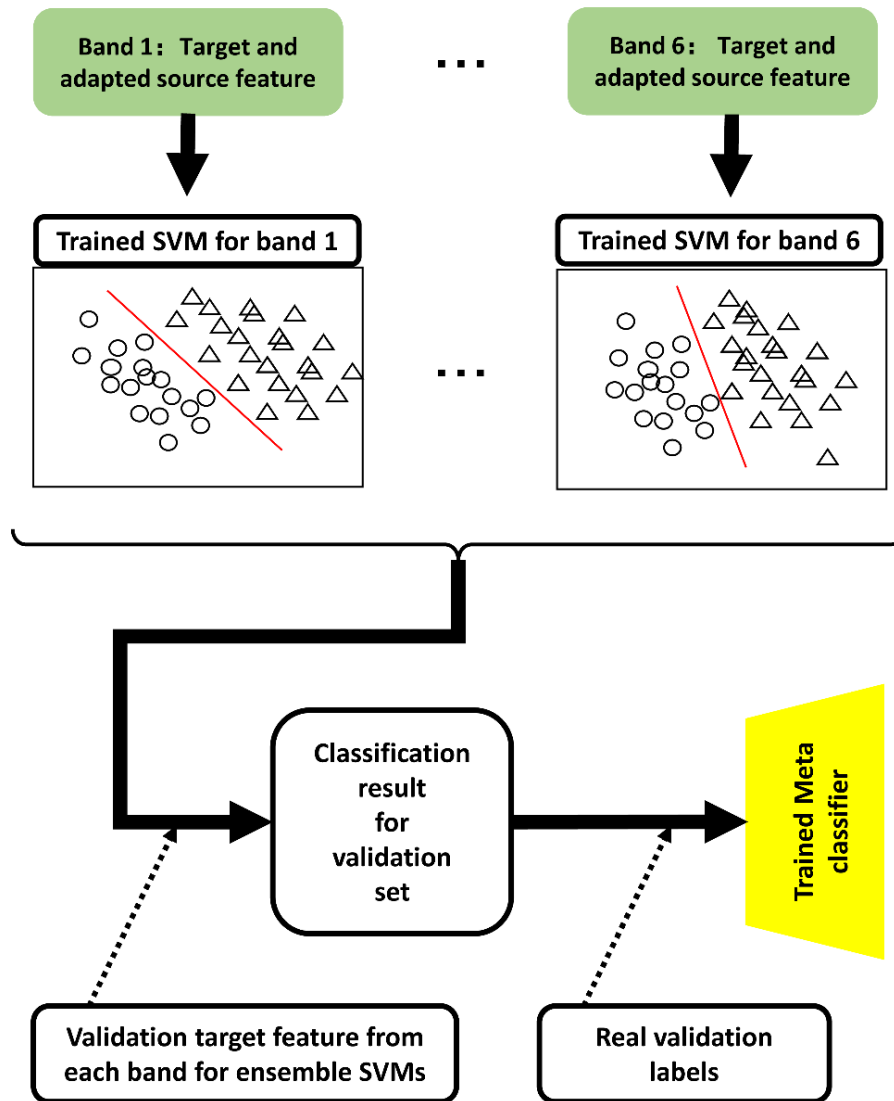 Band 1： Target and
adapted source feature
...
Band 6： Target and
adapted source feature
Trained SVM for band 1
Trained SVM for band 6
...
Classification
result
for
validation
set
Trained Meta
classifier
Validation target feature from
each band for ensemble SVMs
Real validation
labels